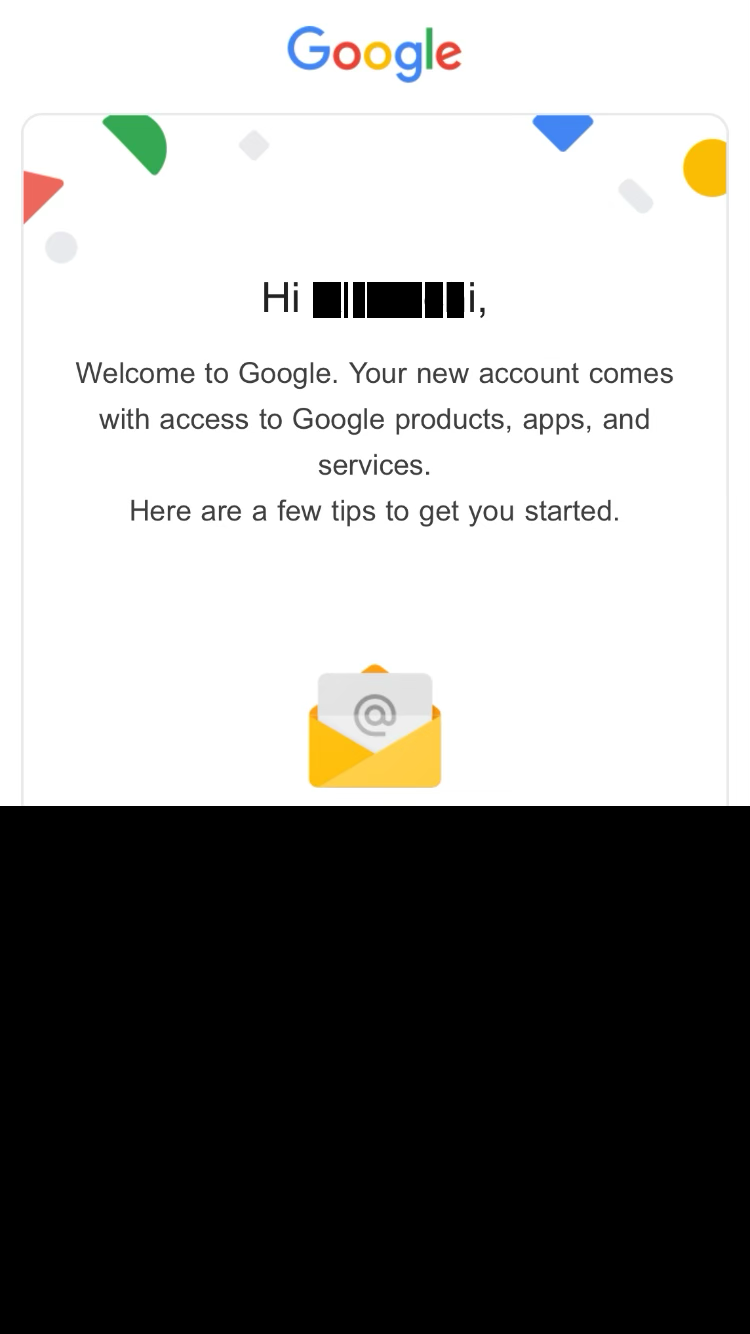 Google
Hi
Welcome to Google. Your new account comes
with access to Google products, apps, and
services.
Here are a few tips to get you started.
@